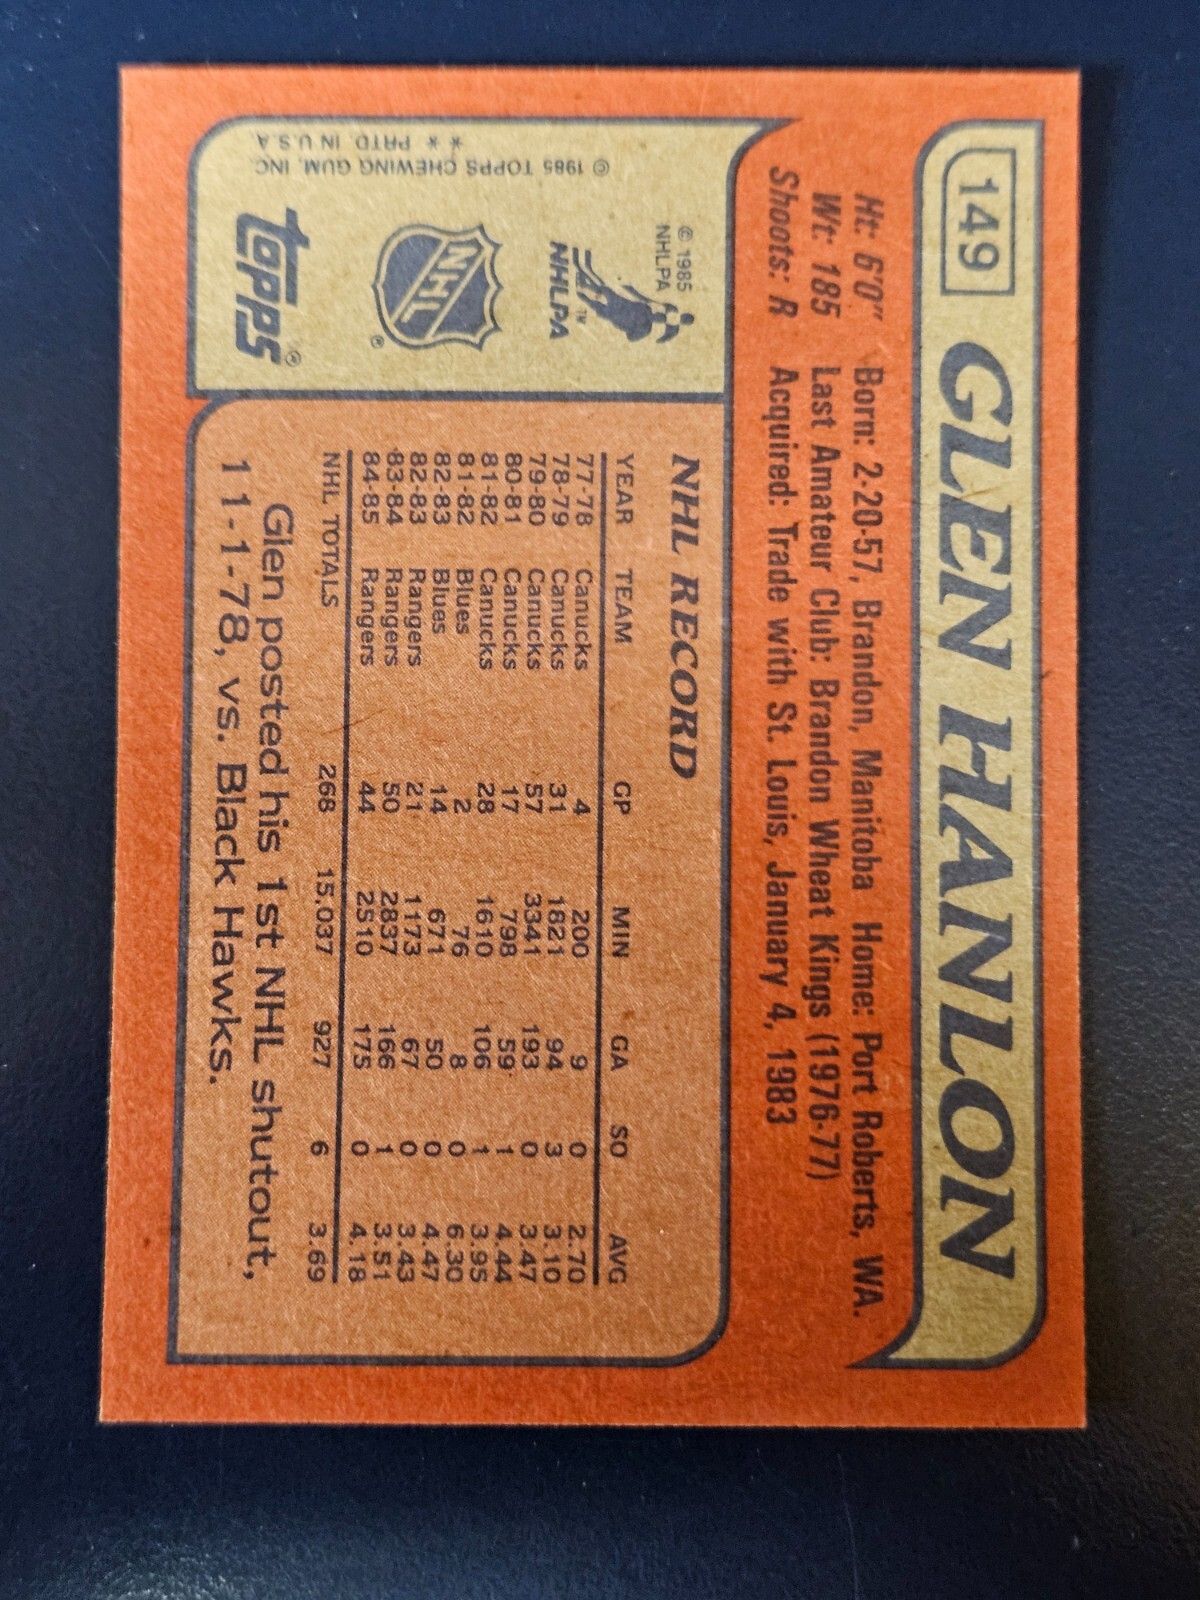 149
GLEN HANLON
Ht: 6'0" Born: 2-20-57, Brandon, Manitoba Home: Port Roberts, WA.
Wt: 185 Last Amateur Club: Brandon Wheat Kings (1976-77)
Shoots: R Acquired: Trade with St. Louis, January 4, 1983
© 1985
NHLPA
NHLPA
TM
NHL
®
topps®
© 1985 TOPPS CHEWING GUM, INC.
** PRTD. IN U.S.A
NHL RECORD
YEAR TEAM GP MIN GA SO AVG
77-78 Canucks 4 200 9 0 2.70
78-79 Canucks 31 1821 94 3 3.10
79-80 Canucks 57 3341 193 0 3.47
80-81 Canucks 17 798 59 1 4.44
81-82 Canucks 28 1610 106 1 3.95
81-82 Blues 2 76 8 0 6.30
82-83 Blues 14 671 50 0 4.47
82-83 Rangers 21 1173 67 0 3.43
83-84 Rangers 50 2837 166 1 3.51
84-85 Rangers 44 2510 175 0 4.18
NHL TOTALS 268 15,037 927 6 3.69
Glen posted his 1st NHL shutout,
11-1-78, vs. Black Hawks.